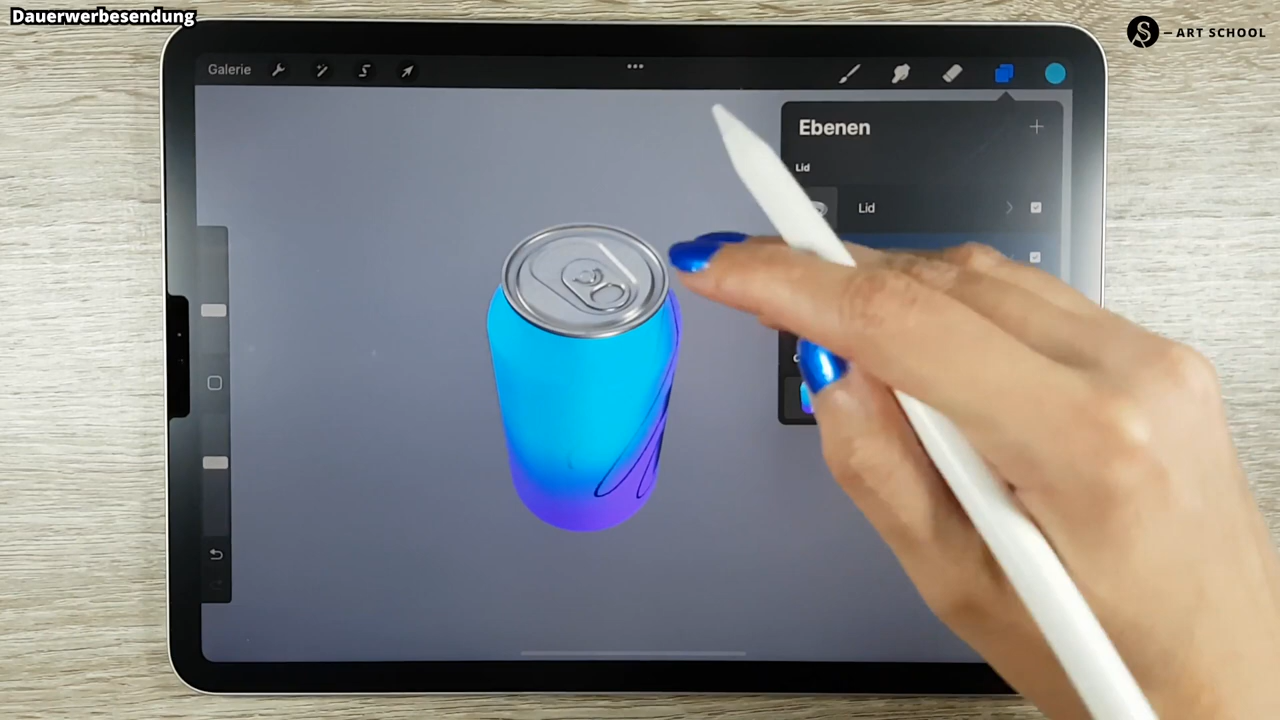 Dauerwerbesendung
S – ART SCHOOL
Galerie
Ebenen
Lid
Lid